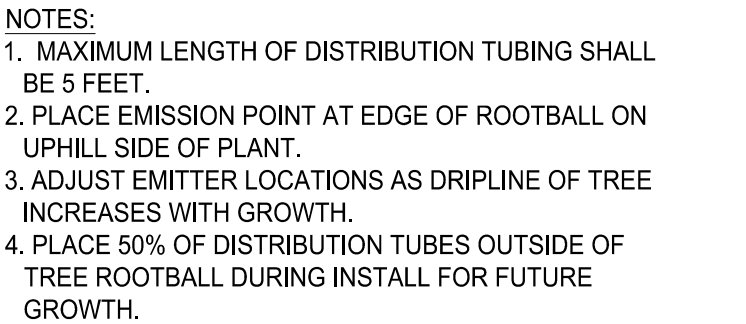 NOTES:
1. MAXIMUM LENGTH OF DISTRIBUTION TUBING SHALL
BE 5 FEET.
2. PLACE EMISSION POINT AT EDGE OF ROOTBALL ON
UPHILL SIDE OF PLANT.
3. ADJUST EMITTER LOCATIONS AS DRIPLINE OF TREE
INCREASES WITH GROWTH.
4. PLACE 50% OF DISTRIBUTION TUBES OUTSIDE OF
TREE ROOTBALL DURING INSTALL FOR FUTURE
GROWTH.